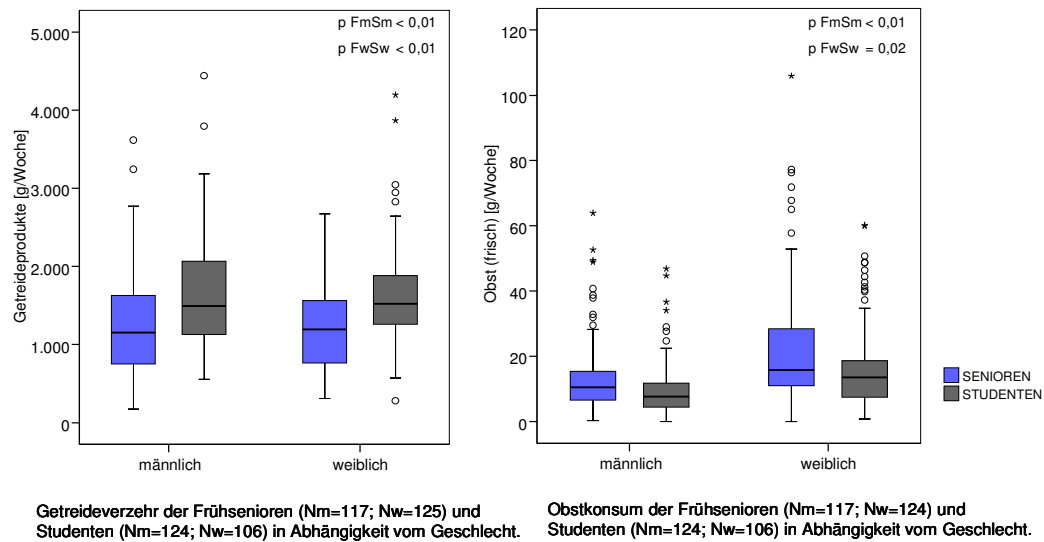 p FmSm < 0,01
p FwSw < 0,01
5.000
4.000
3.000
2.000
1.000
0
Getreideprodukte [g/Woche]
männlich
weiblich
Getreideverzehr der Frühsenioren (Nm=117; Nw=125) und
Studenten (Nm=124; Nw=106) in Abhängigkeit vom Geschlecht.
p FmSm < 0,01
p FwSw = 0,02
120
100
80
60
40
20
0
Obst (frisch) [g/Woche]
männlich
weiblich
SENIOREN
STUDENTEN
Obstkonsum der Frühsenioren (Nm=117; Nw=124) und
Studenten (Nm=124; Nw=106) in Abhängigkeit vom Geschlecht.